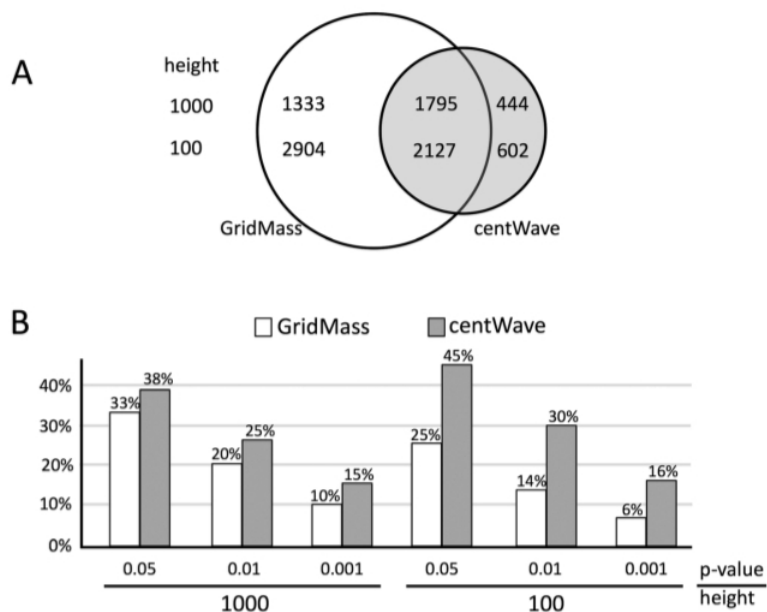 A
height
1000 1333 1795 444
100 2904 2127 602
GridMass centWave
B
GridMass centWave
40%
30%
20%
10%
0%
33% 38% 20% 25% 10% 15% 25% 45% 14% 30% 6% 16%
0.05 0.01 0.001 0.05 0.01 0.001 p-value
1000 100 height